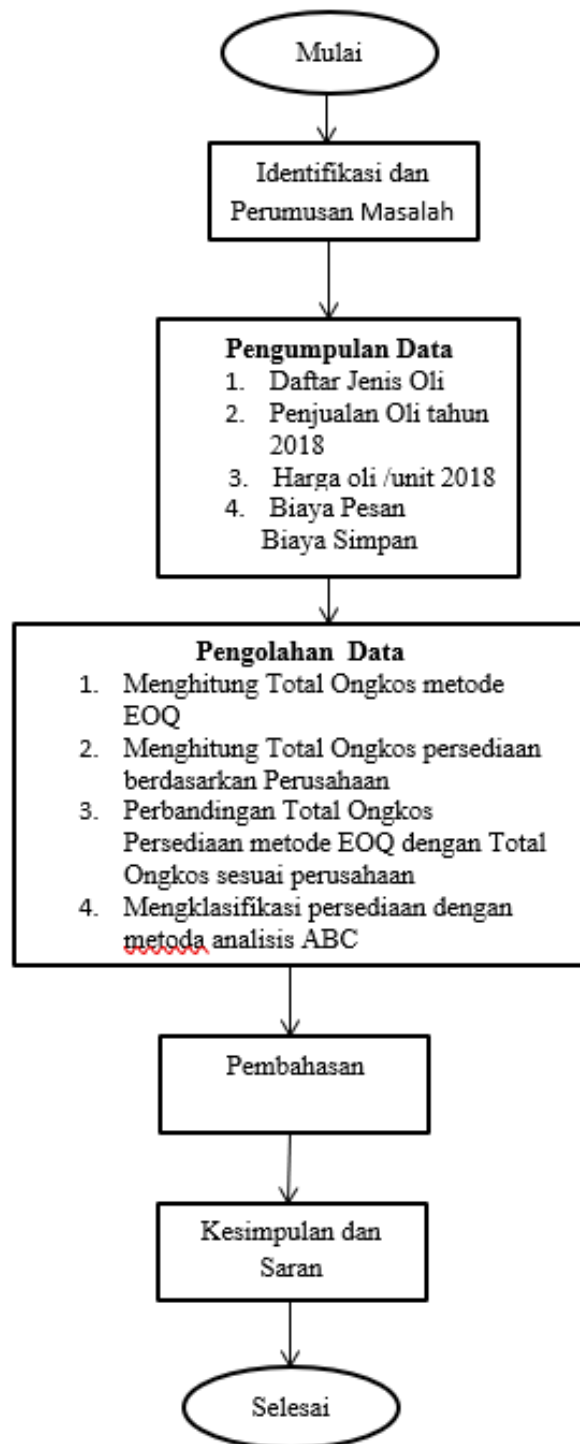 Mulai
Identifikasi dan
Perumusan Masalah
Pengumpulan Data
1. Daftar Jenis Oli
2. Penjualan Oli tahun
2018
3. Harga oli /unit 2018
4. Biaya Pesan
Biaya Simpan
Pengolahan Data
1. Menghitung Total Ongkos metode
EOQ
2. Menghitung Total Ongkos persediaan
berdasarkan Perusahaan
3. Perbandingan Total Ongkos
Persediaan metode EOQ dengan Total
Ongkos sesuai perusahaan
4. Mengklasifikasi persediaan dengan
metoda analisis ABC
Pembahasan
Kesimpulan dan
Saran
Selesai